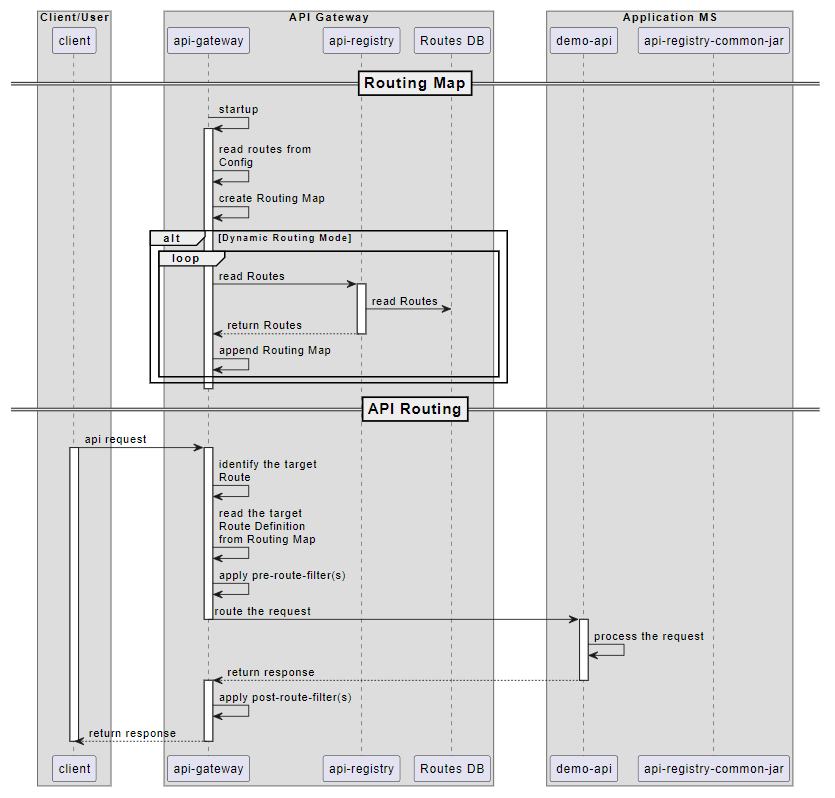 Client/User
API Gateway
Application MS
client
api-gateway
api-registry
Routes DB
demo-api
api-registry-common-jar
Routing Map
startup
read routes from
Config
create Routing Map
alt
[Dynamic Routing Mode]
loop
read Routes
read Routes
return Routes
append Routing Map
API Routing
api request
identify the target
Route
read the target
Route Definition
from Routing Map
apply pre-route-filter(s)
route the request
process the request
return response
apply post-route-filter(s)
return response
client
api-gateway
api-registry
Routes DB
demo-api
api-registry-common-jar